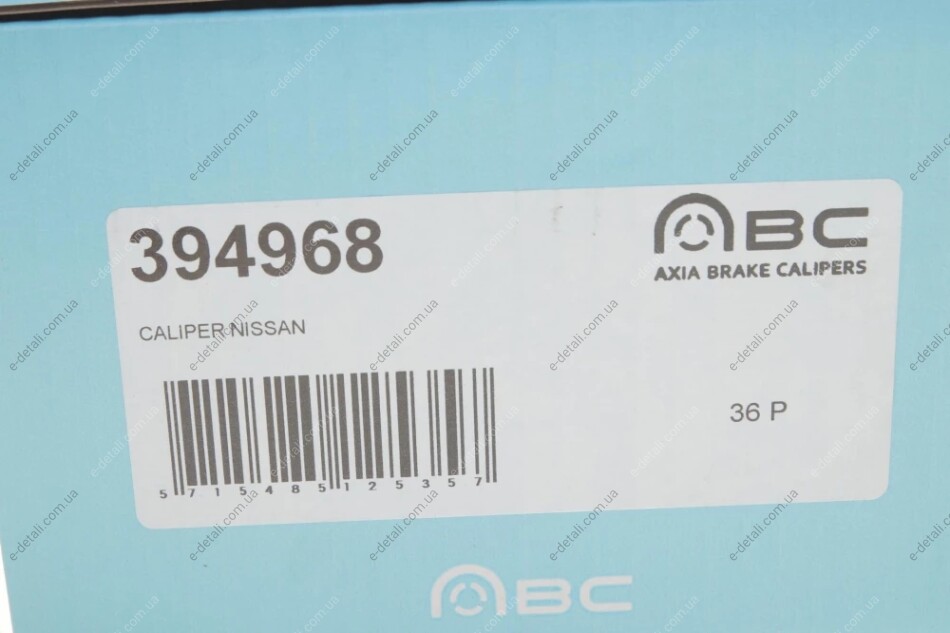 394968
ABC
AXIA BRAKE CALIPERS
CALIPER NISSAN
36 P
5715485125357
ABC
e-detali.com.ua